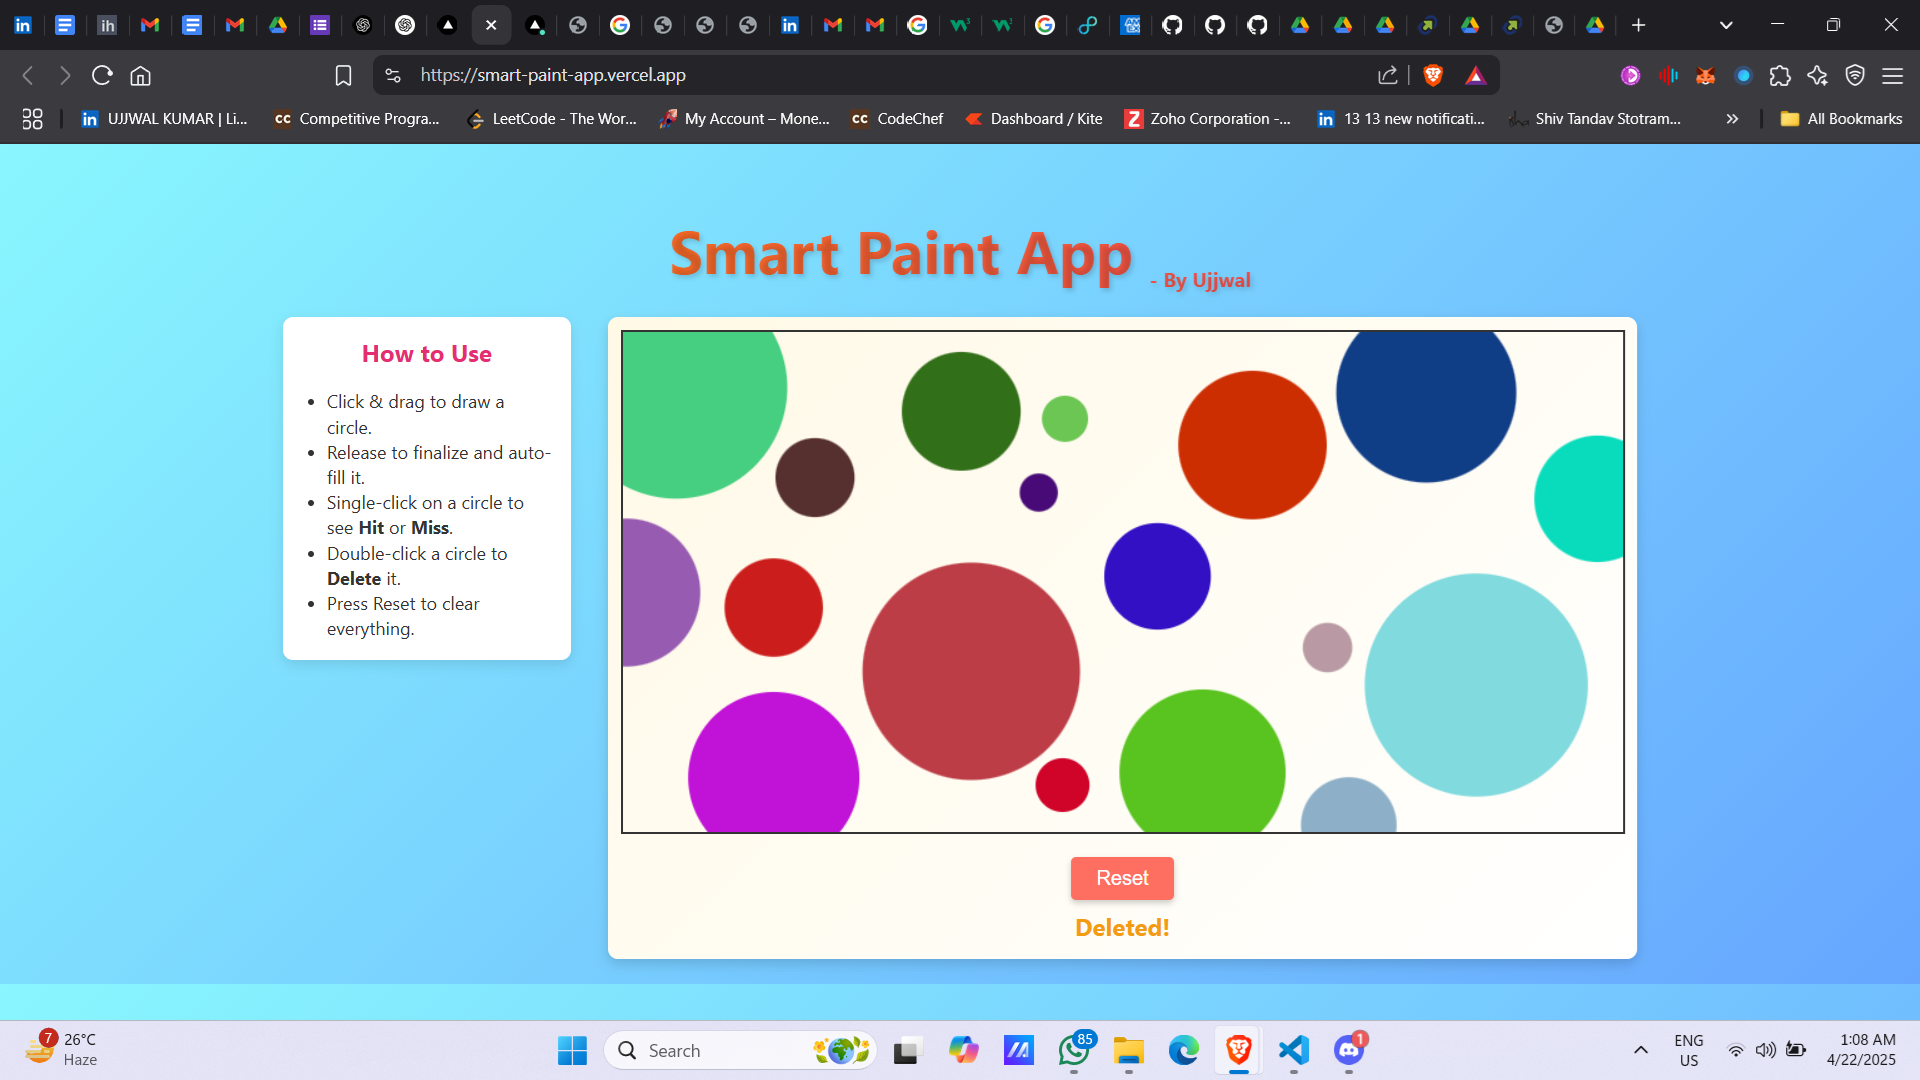 https://smart-paint-app.vercel.app
UJJWAL KUMAR | Li...
CC Competitive Progra...
LeetCode - The Wor...
My Account – Mone...
CC CodeChef
Dashboard / Kite
Zoho Corporation -...
13 13 new notificati...
Shiv Tandav Stotram...
All Bookmarks
Smart Paint App - By Ujjwal
How to Use
• Click & drag to draw a
circle.
• Release to finalize and auto-
fill it.
• Single-click on a circle to
see Hit or Miss.
• Double-click a circle to
Delete it.
• Press Reset to clear
everything.
Reset
Deleted!
7
26°C
Haze
Search
85
1
ENG
US
1:08 AM
4/22/2025